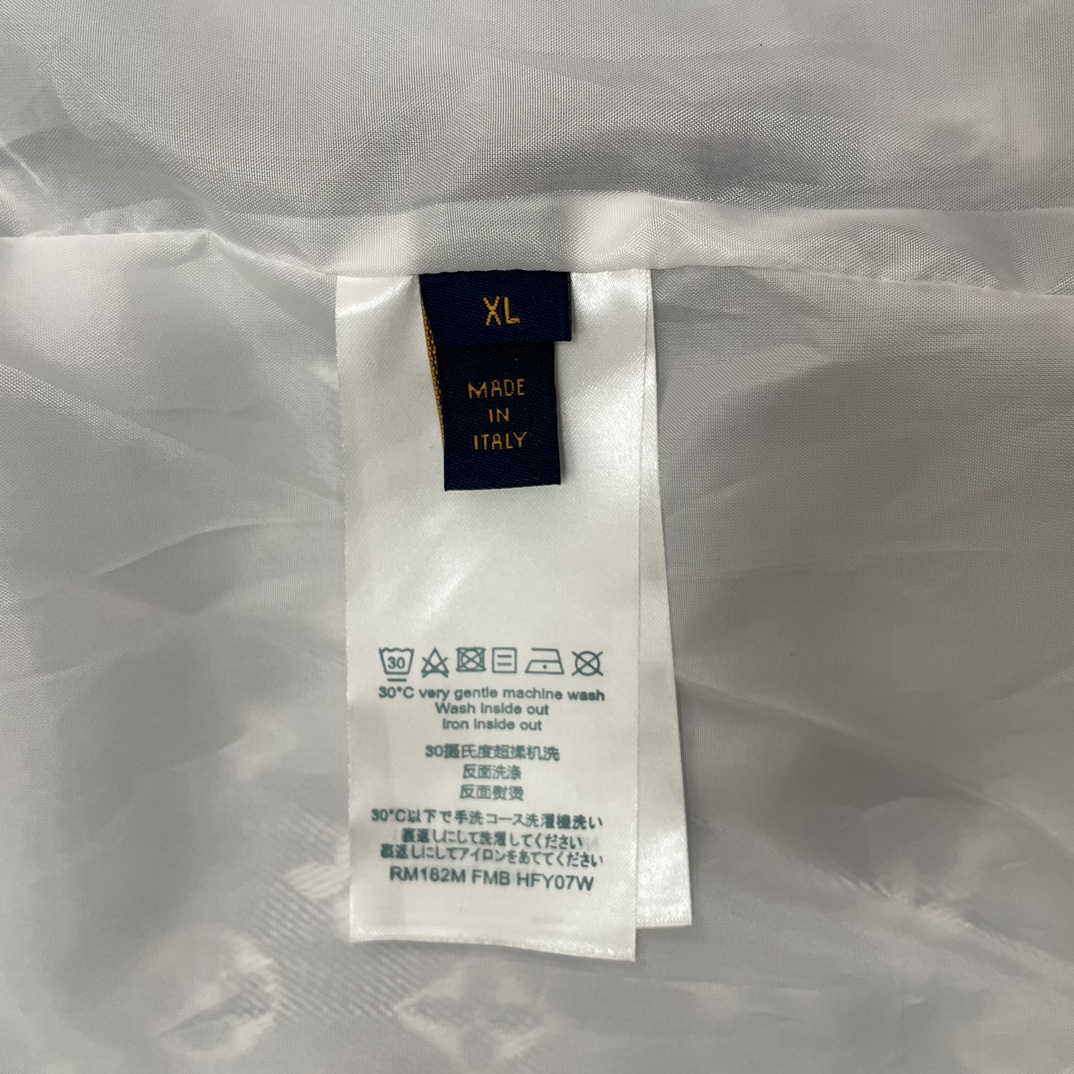 XL
MADE
IN
ITALY
30
30°C very gentle machine wash
Wash inside out
Iron inside out
30摄氏度超揉机洗
反面洗涤
反面熨烫
30°C以下で手洗コース洗濯機洗い
裏返しにして洗濯してください
裏返しにしてアイロンをあててください
RM182M FMB HFY07W